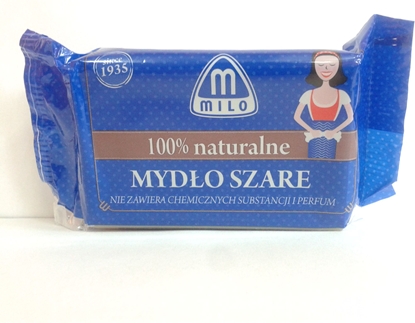 since
1935
m
MILO
100% naturalne
MYDŁO SZARE
NIE ZAWIERA CHEMICZNYCH SUBSTANCJI I PERFUM